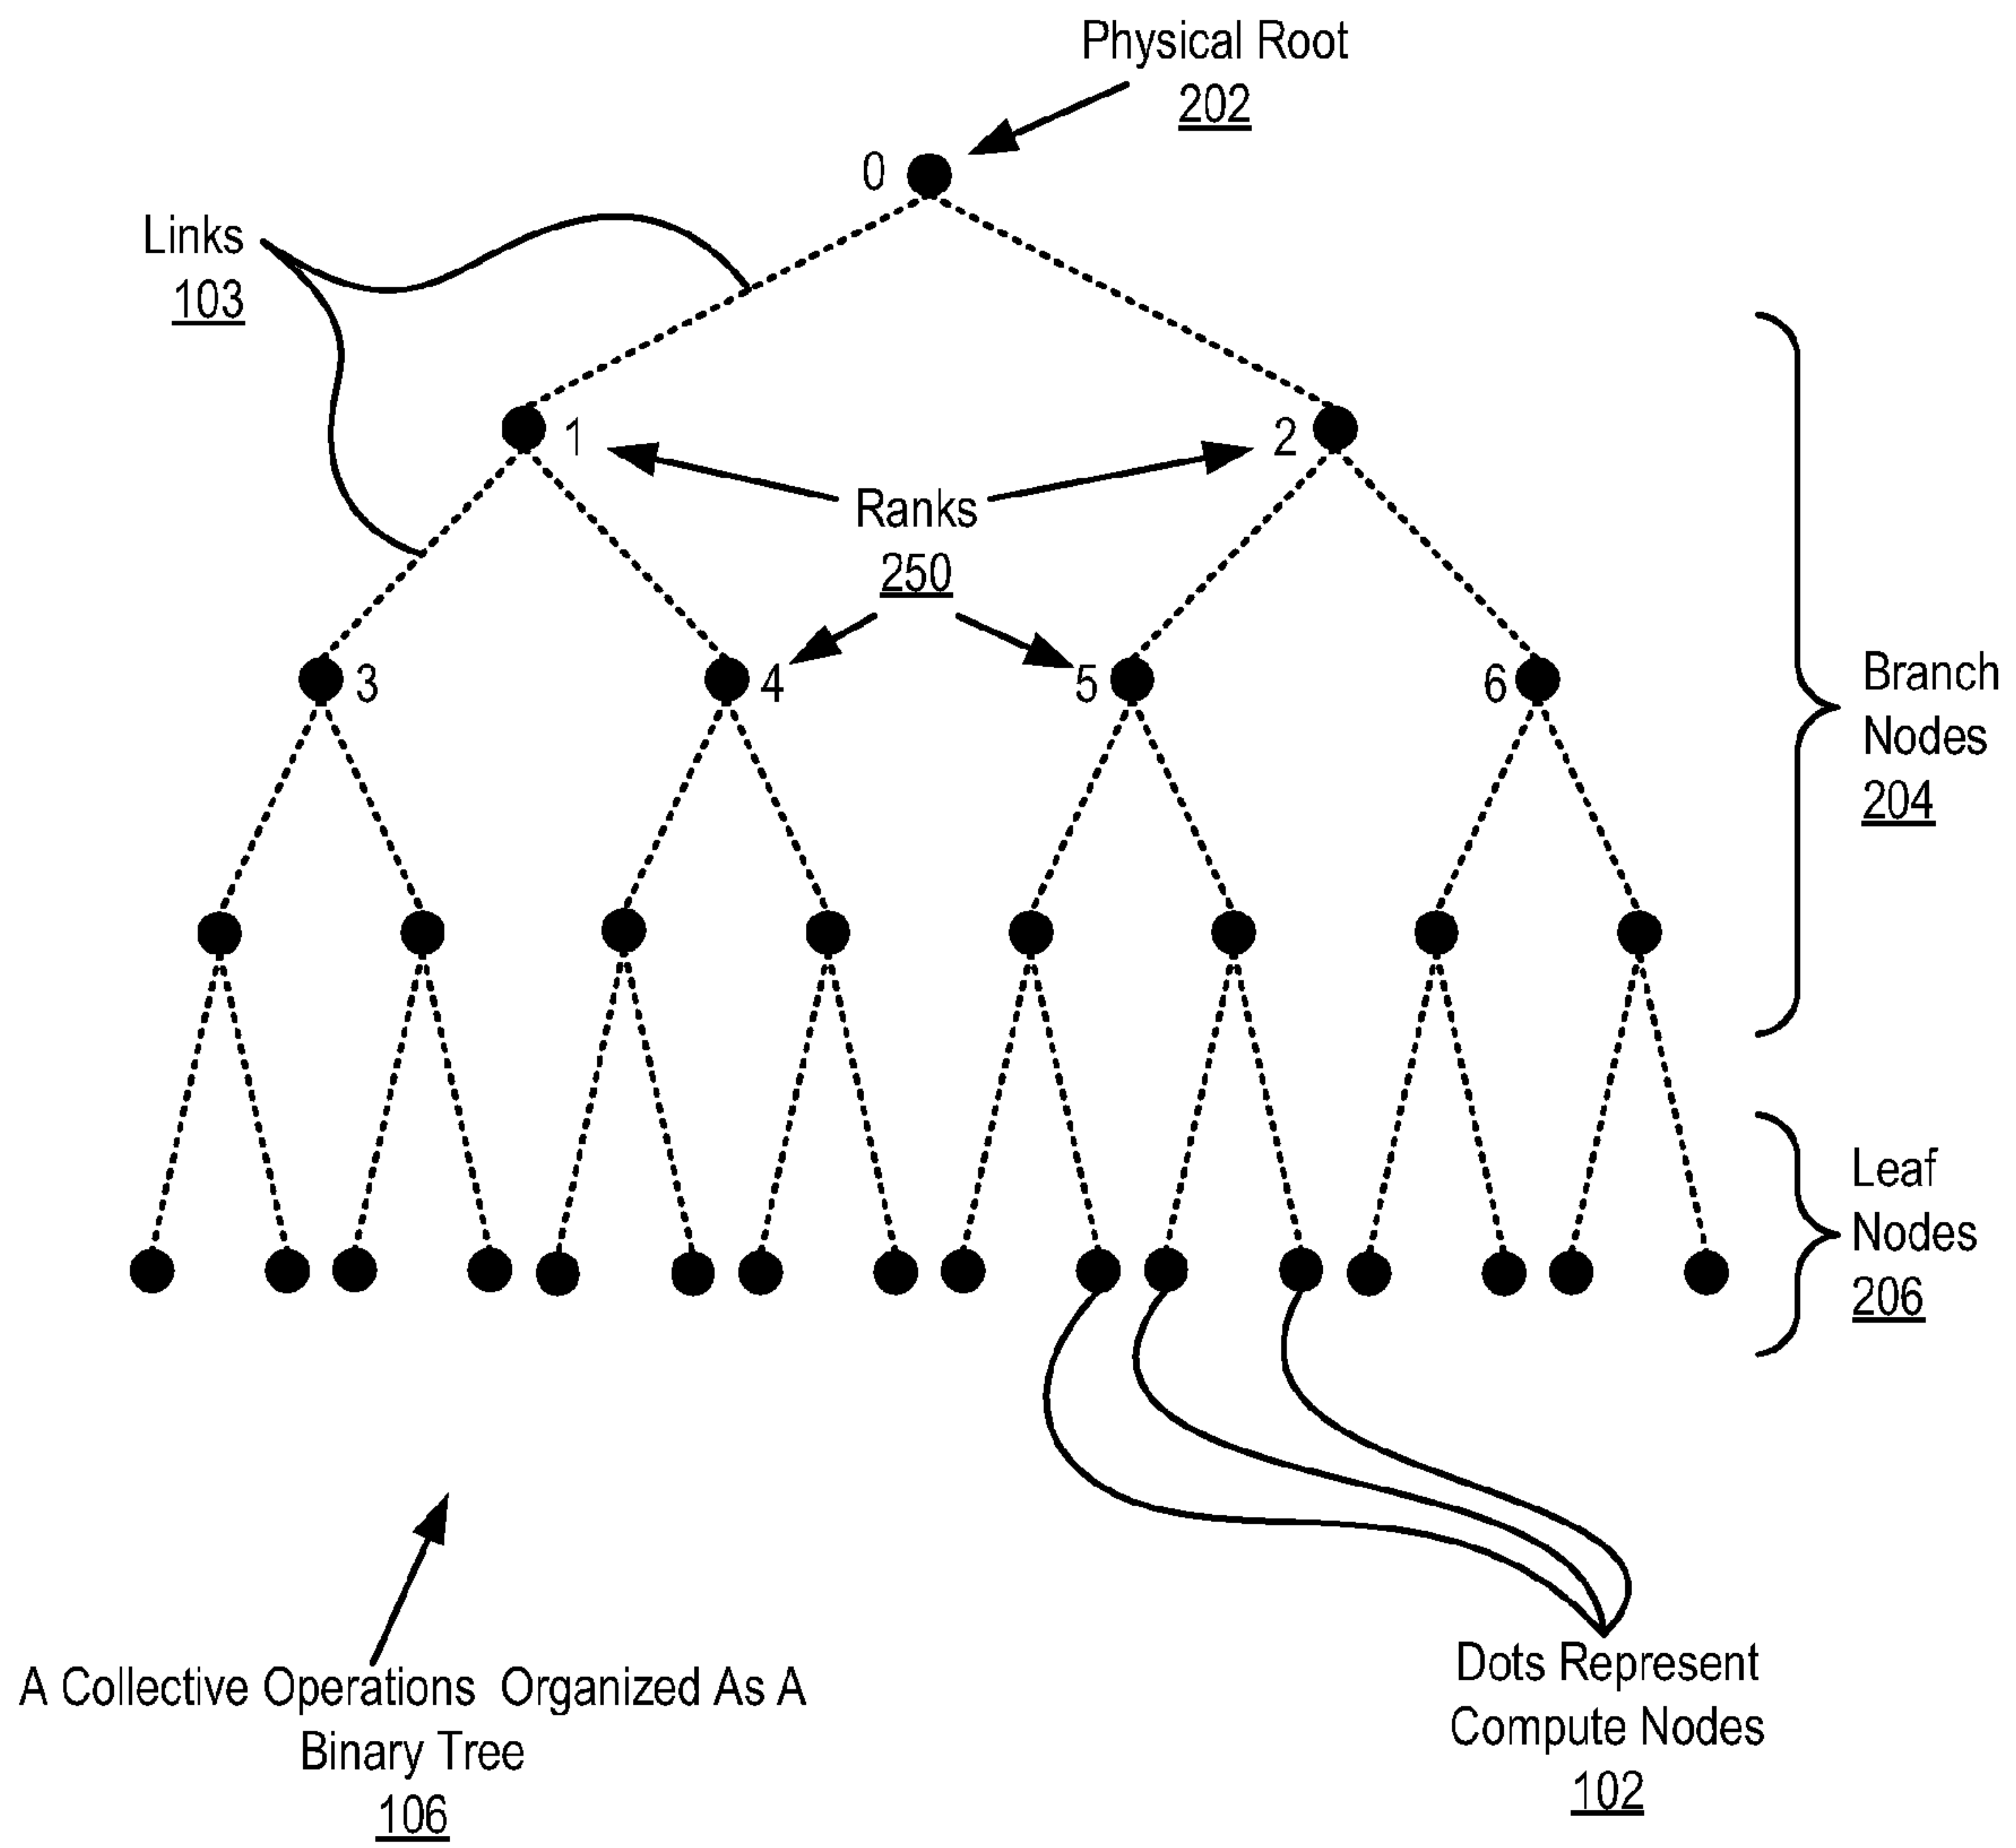 Physical Root
202
0
Links
103
1
2
Ranks
250
3
4
5
6
Branch
Nodes
204
Leaf
Nodes
206
A Collective Operations Organized As A
Binary Tree
106
Dots Represent
Compute Nodes
102